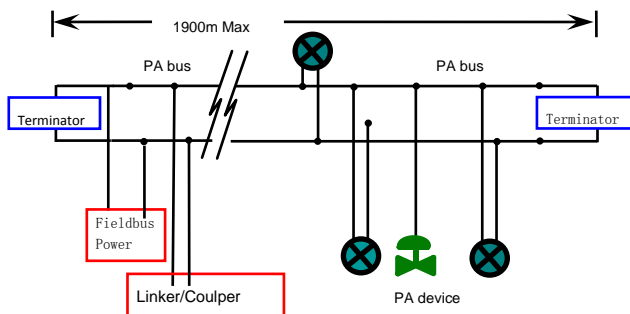 1900m Max
PA bus
PA bus
Terminator
Terminator
Fieldbus
Power
Linker/Coulper
PA device